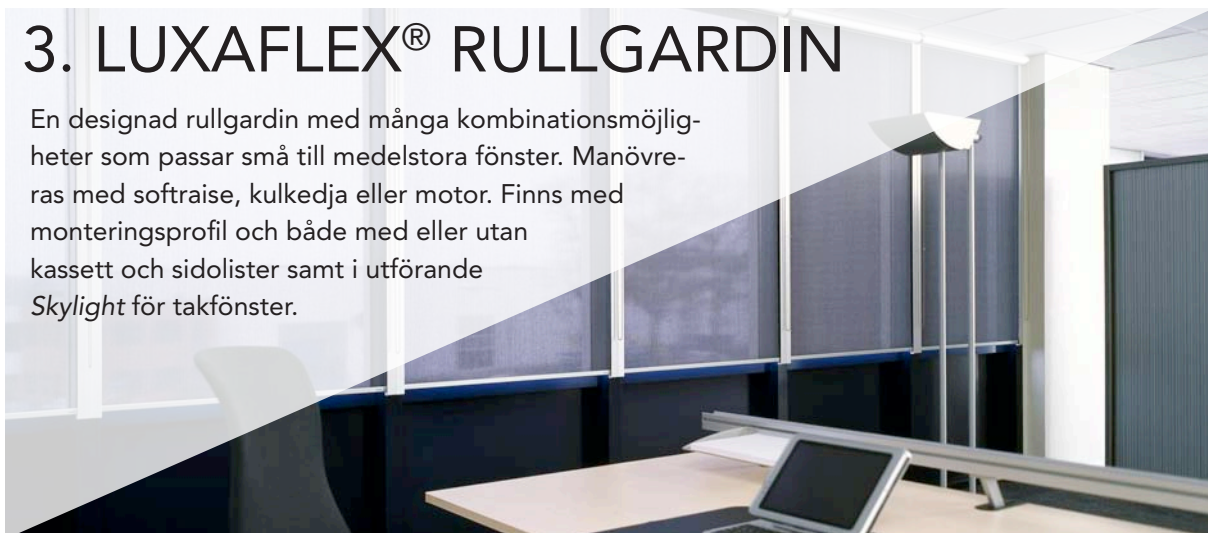 3. LUXAFLEX® RULLGARDIN
En designad rullgardin med många kombinationsmöjlig-
heter som passar små till medelstora fönster. Manövre-
ras med softraise, kulkedja eller motor. Finns med
monteringsprofil och både med eller utan
kassett och sidolister samt i utförande
Skylight för takfönster.